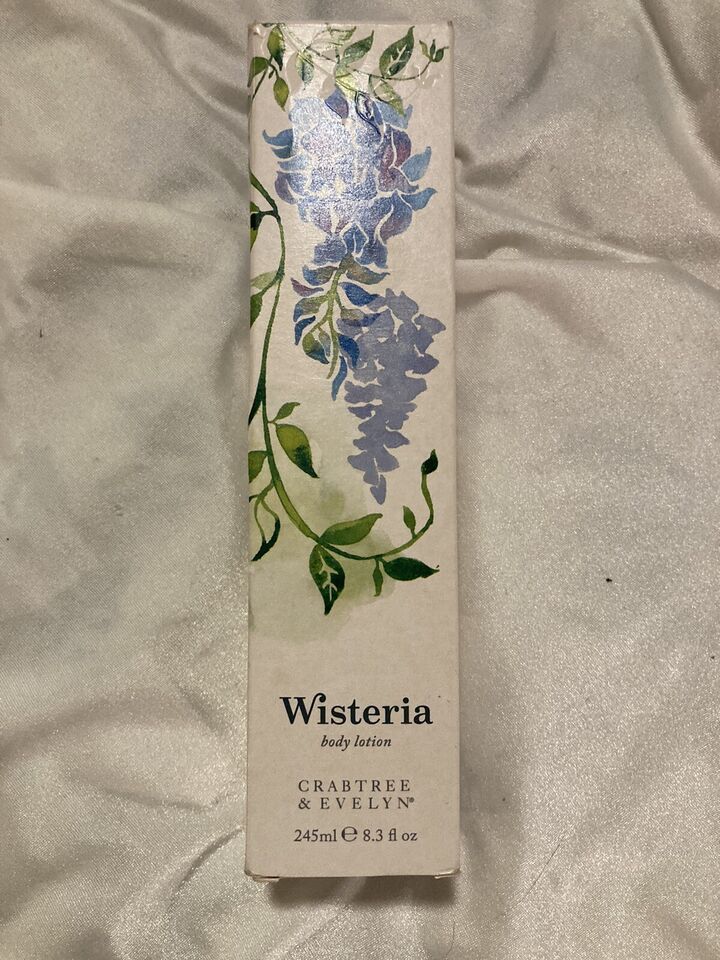 Wisteria
body lotion
CRABTREE
& EVELYN®
245ml ℮ 8.3 fl oz